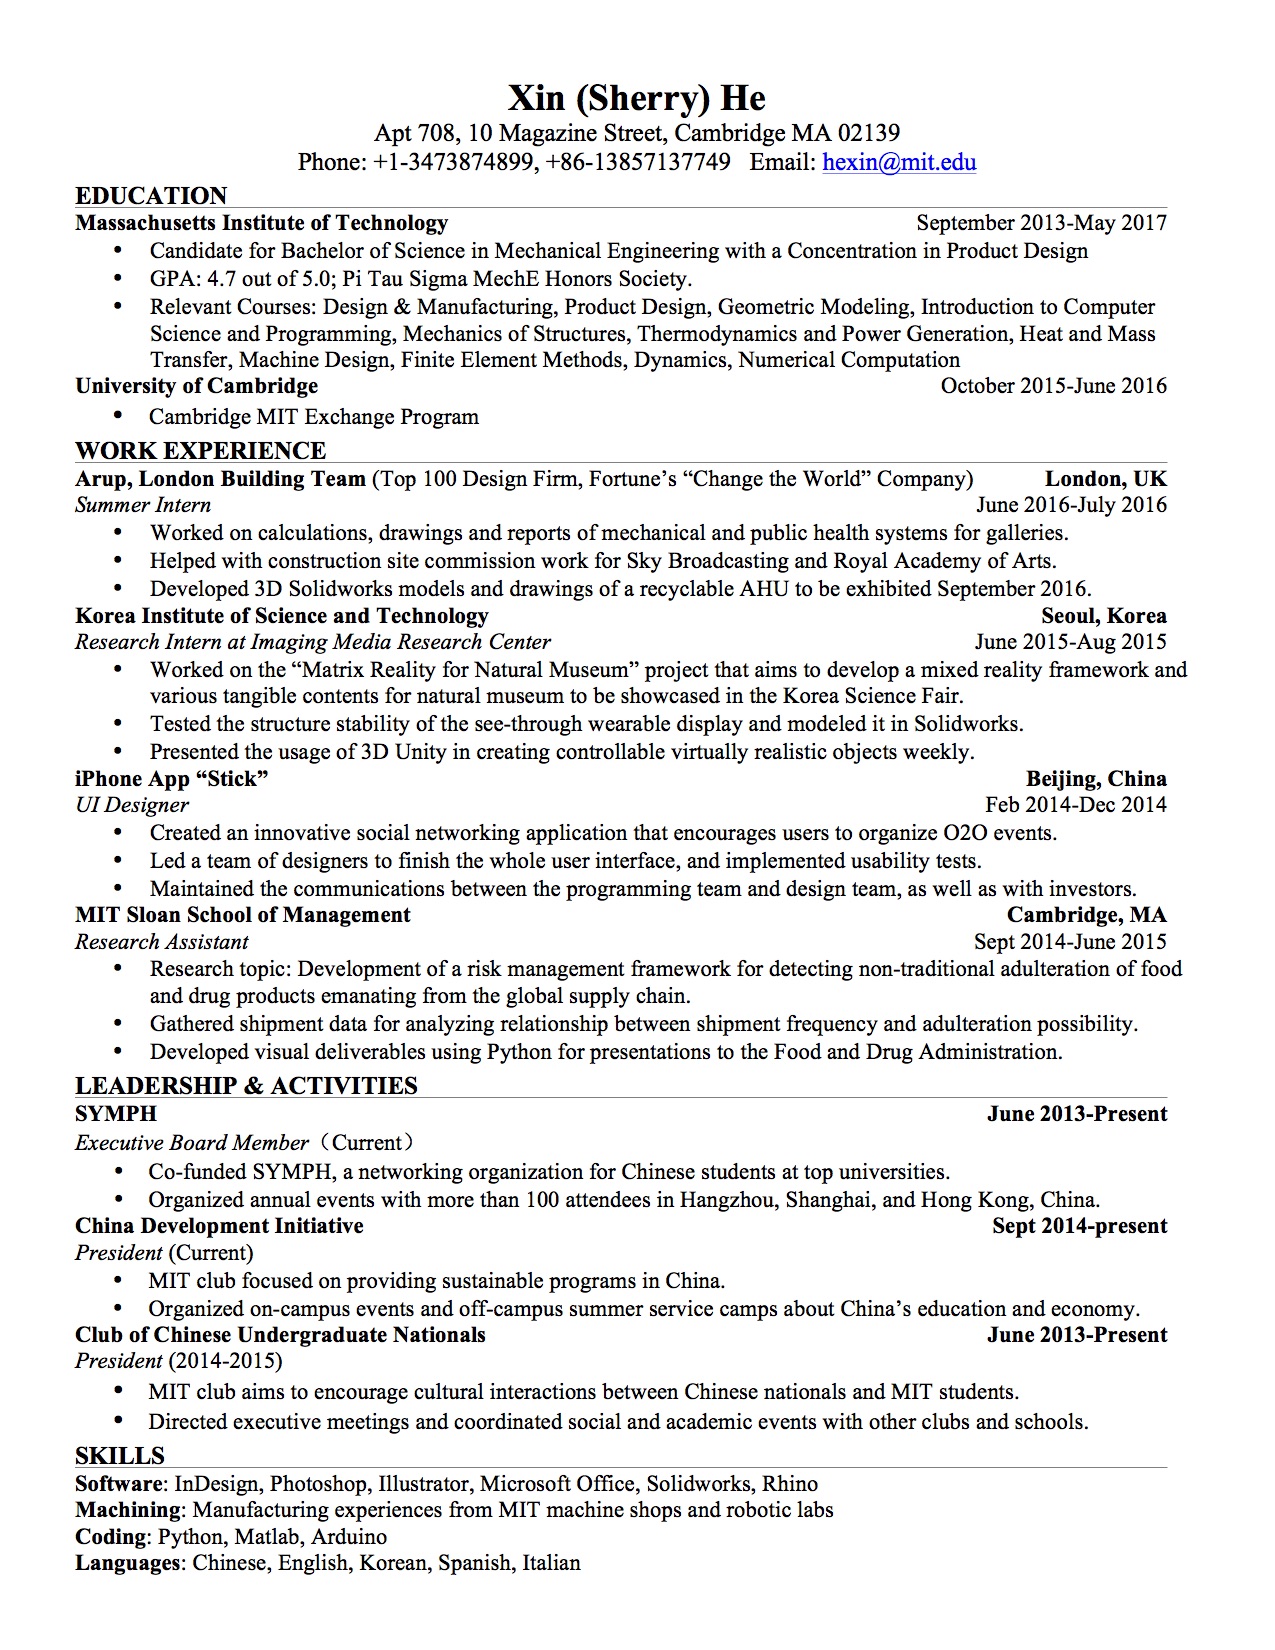 Xin (Sherry) He
Apt 708, 10 Magazine Street, Cambridge MA 02139
Phone: +1-3473874899, +86-13857137749   Email: hexin@mit.edu
EDUCATION
Massachusetts Institute of Technology September 2013-May 2017
• Candidate for Bachelor of Science in Mechanical Engineering with a Concentration in Product Design
• GPA: 4.7 out of 5.0; Pi Tau Sigma MechE Honors Society.
• Relevant Courses: Design & Manufacturing, Product Design, Geometric Modeling, Introduction to Computer
Science and Programming, Mechanics of Structures, Thermodynamics and Power Generation, Heat and Mass
Transfer, Machine Design, Finite Element Methods, Dynamics, Numerical Computation
University of Cambridge October 2015-June 2016
• Cambridge MIT Exchange Program
WORK EXPERIENCE
Arup, London Building Team (Top 100 Design Firm, Fortune’s “Change the World” Company) London, UK
Summer Intern June 2016-July 2016
• Worked on calculations, drawings and reports of mechanical and public health systems for galleries.
• Helped with construction site commission work for Sky Broadcasting and Royal Academy of Arts.
• Developed 3D Solidworks models and drawings of a recyclable AHU to be exhibited September 2016.
Korea Institute of Science and Technology Seoul, Korea
Research Intern at Imaging Media Research Center June 2015-Aug 2015
• Worked on the “Matrix Reality for Natural Museum” project that aims to develop a mixed reality framework and
various tangible contents for natural museum to be showcased in the Korea Science Fair.
• Tested the structure stability of the see-through wearable display and modeled it in Solidworks.
• Presented the usage of 3D Unity in creating controllable virtually realistic objects weekly.
iPhone App “Stick” Beijing, China
UI Designer Feb 2014-Dec 2014
• Created an innovative social networking application that encourages users to organize O2O events.
• Led a team of designers to finish the whole user interface, and implemented usability tests.
• Maintained the communications between the programming team and design team, as well as with investors.
MIT Sloan School of Management Cambridge, MA
Research Assistant Sept 2014-June 2015
• Research topic: Development of a risk management framework for detecting non-traditional adulteration of food
and drug products emanating from the global supply chain.
• Gathered shipment data for analyzing relationship between shipment frequency and adulteration possibility.
• Developed visual deliverables using Python for presentations to the Food and Drug Administration.
LEADERSHIP & ACTIVITIES
SYMPH June 2013-Present
Executive Board Member（Current）
• Co-funded SYMPH, a networking organization for Chinese students at top universities.
• Organized annual events with more than 100 attendees in Hangzhou, Shanghai, and Hong Kong, China.
China Development Initiative Sept 2014-present
President (Current)
• MIT club focused on providing sustainable programs in China.
• Organized on-campus events and off-campus summer service camps about China’s education and economy.
Club of Chinese Undergraduate Nationals June 2013-Present
President (2014-2015)
• MIT club aims to encourage cultural interactions between Chinese nationals and MIT students.
• Directed executive meetings and coordinated social and academic events with other clubs and schools.
SKILLS
Software: InDesign, Photoshop, Illustrator, Microsoft Office, Solidworks, Rhino
Machining: Manufacturing experiences from MIT machine shops and robotic labs
Coding: Python, Matlab, Arduino
Languages: Chinese, English, Korean, Spanish, Italian